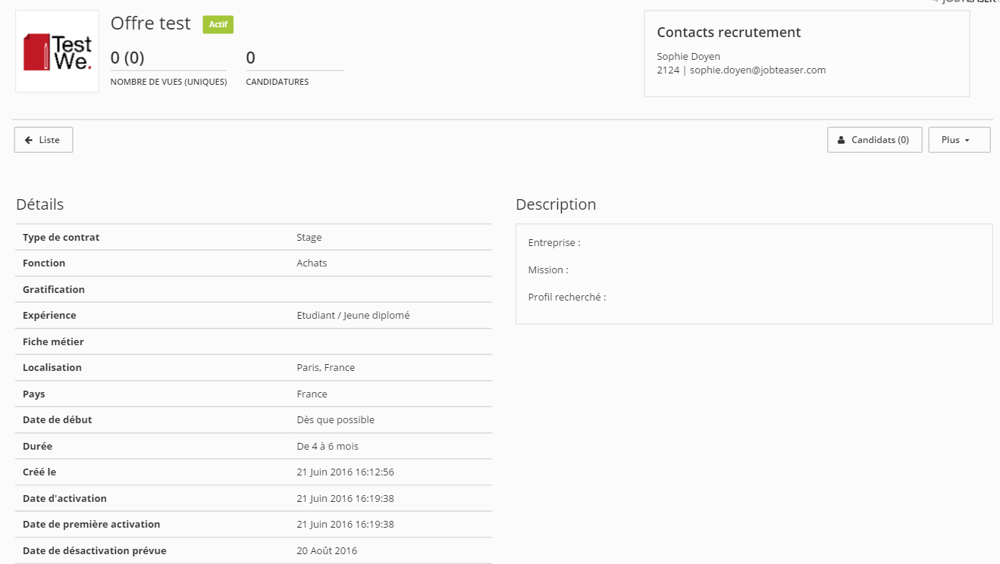 JOBTEASER
Test
We.
Offre test
Actif
0 (0)
NOMBRE DE VUES (UNIQUES)
0
CANDIDATURES
Contacts recrutement
Sophie Doyen
2124 | sophie.doyen@jobteaser.com
Liste
Candidats (0)
Plus
Détails
Type de contrat Stage
Fonction Achats
Gratification
Expérience Etudiant / Jeune diplomé
Fiche métier
Localisation Paris, France
Pays France
Date de début Dès que possible
Durée De 4 à 6 mois
Créé le 21 Juin 2016 16:12:56
Date d'activation 21 Juin 2016 16:19:38
Date de première activation 21 Juin 2016 16:19:38
Date de désactivation prévue 20 Août 2016
Description
Entreprise :
Mission :
Profil recherché :